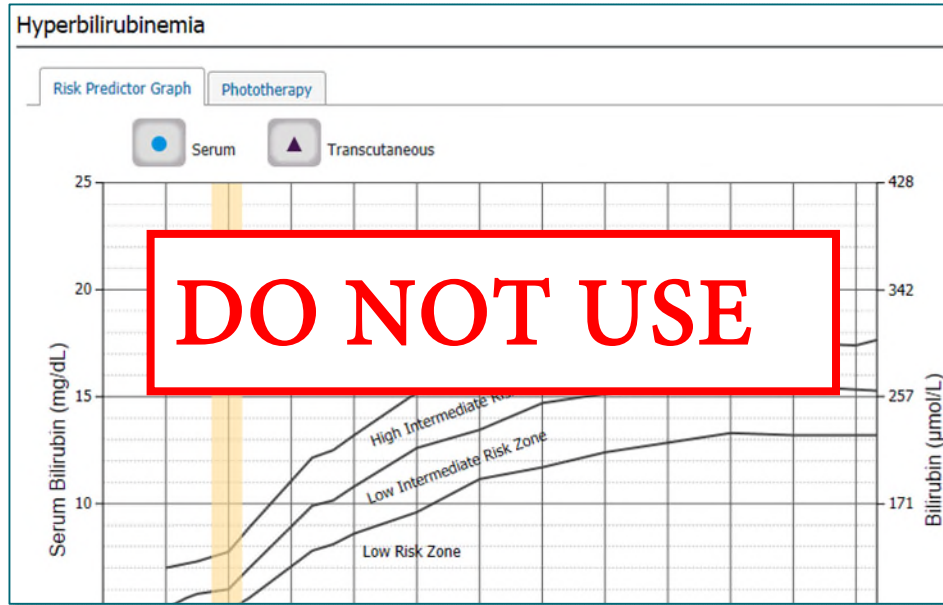 Hyperbilirubinemia
Risk Predictor Graph
Phototherapy
Serum
Transcutaneous
25
428
20
342
DO NOT USE
15
257
High Intermediate
Low Intermediate Risk Zone
10
171
Low Risk Zone
Serum Bilirubin (mg/dL)
Bilirubin (µmol/L)